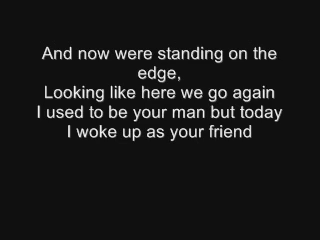 And now were standing on the
edge,
Looking like here we go again
I used to be your man but today
I woke up as your friend